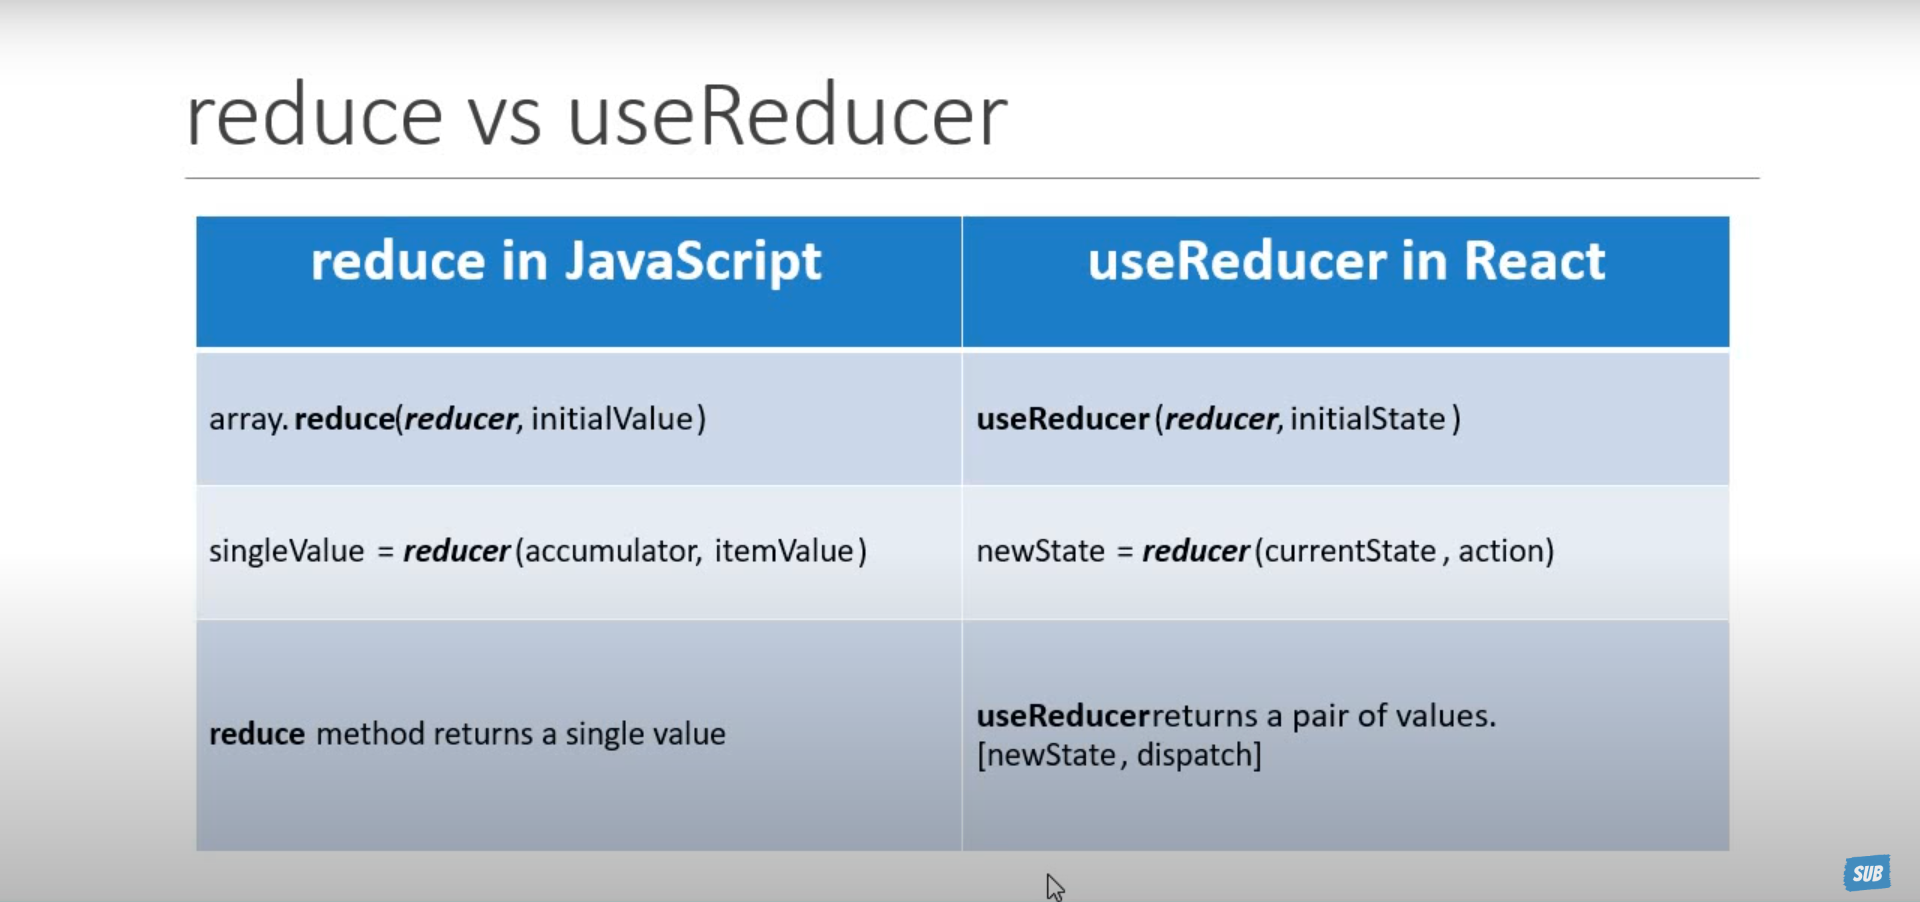 reduce vs useReducer
reduce in JavaScript
useReducer in React
array.reduce(reducer, initialValue)
useReducer(reducer, initialState)
singleValue = reducer(accumulator, itemValue)
newState = reducer(currentState, action)
reduce method returns a single value
useReducer returns a pair of values.
[newState, dispatch]
SUB